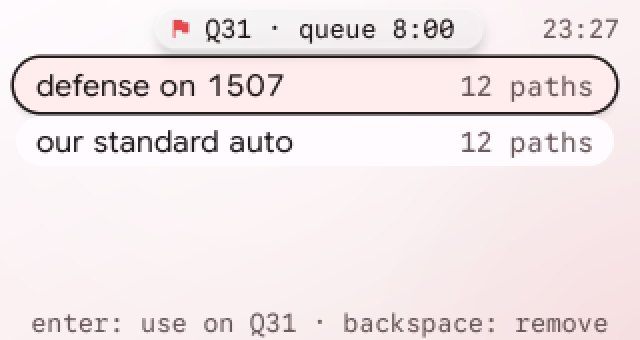 Q31 · queue 8:00
23:27
defense on 1507
12 paths
our standard auto
12 paths
enter: use on Q31 · backspace: remove